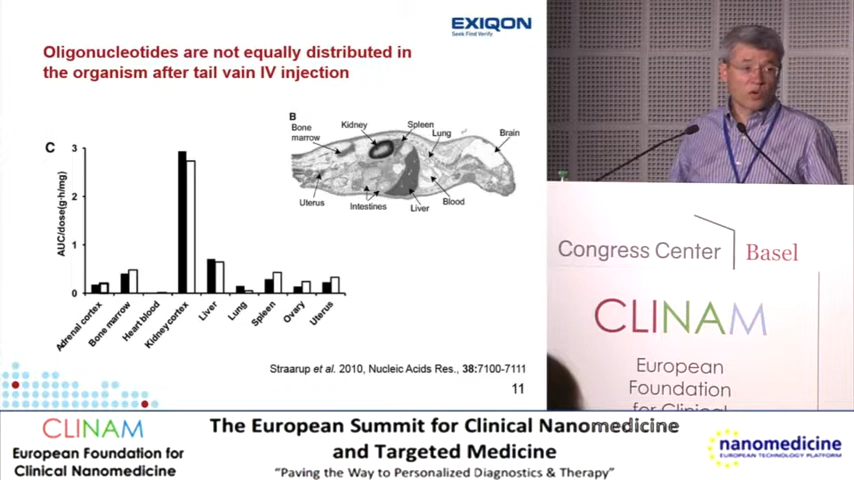 EXIQON
Seek Find Verify
Oligonucleotides are not equally distributed in
the organism after tail vain IV injection
B
Bone
marrow
Kidney
Spleen
Lung
Brain
Uterus
Intestines
Liver
Blood
C
AUC/dose(g·h/mg)
3
2
1
0
Adrenal cortex
Bone marrow
Heart blood
Kidney cortex
Liver
Lung
Spleen
Ovary
Uterus
Straarup et al. 2010, Nucleic Acids Res., 38:7100-7111
11
Congress Center Basel
CLINAM
European
Foundation
for Clinical
CLINAM
European Foundation for
Clinical Nanomedicine
The European Summit for Clinical Nanomedicine
and Targeted Medicine
"Paving the Way to Personalized Diagnostics & Therapy"
nanomedicine
EUROPEAN TECHNOLOGY PLATFORM